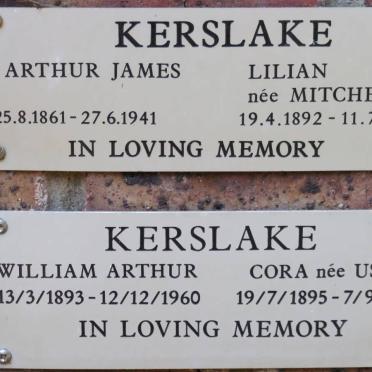 KERSLAKE
ARTHUR JAMES LILIAN
née MITCHE
25.8.1861 - 27.6.1941 19.4.1892 - 11.7
IN LOVING MEMORY
KERSLAKE
WILLIAM ARTHUR CORA née US
13/3/1893 - 12/12/1960 19/7/1895 - 7/9
IN LOVING MEMORY